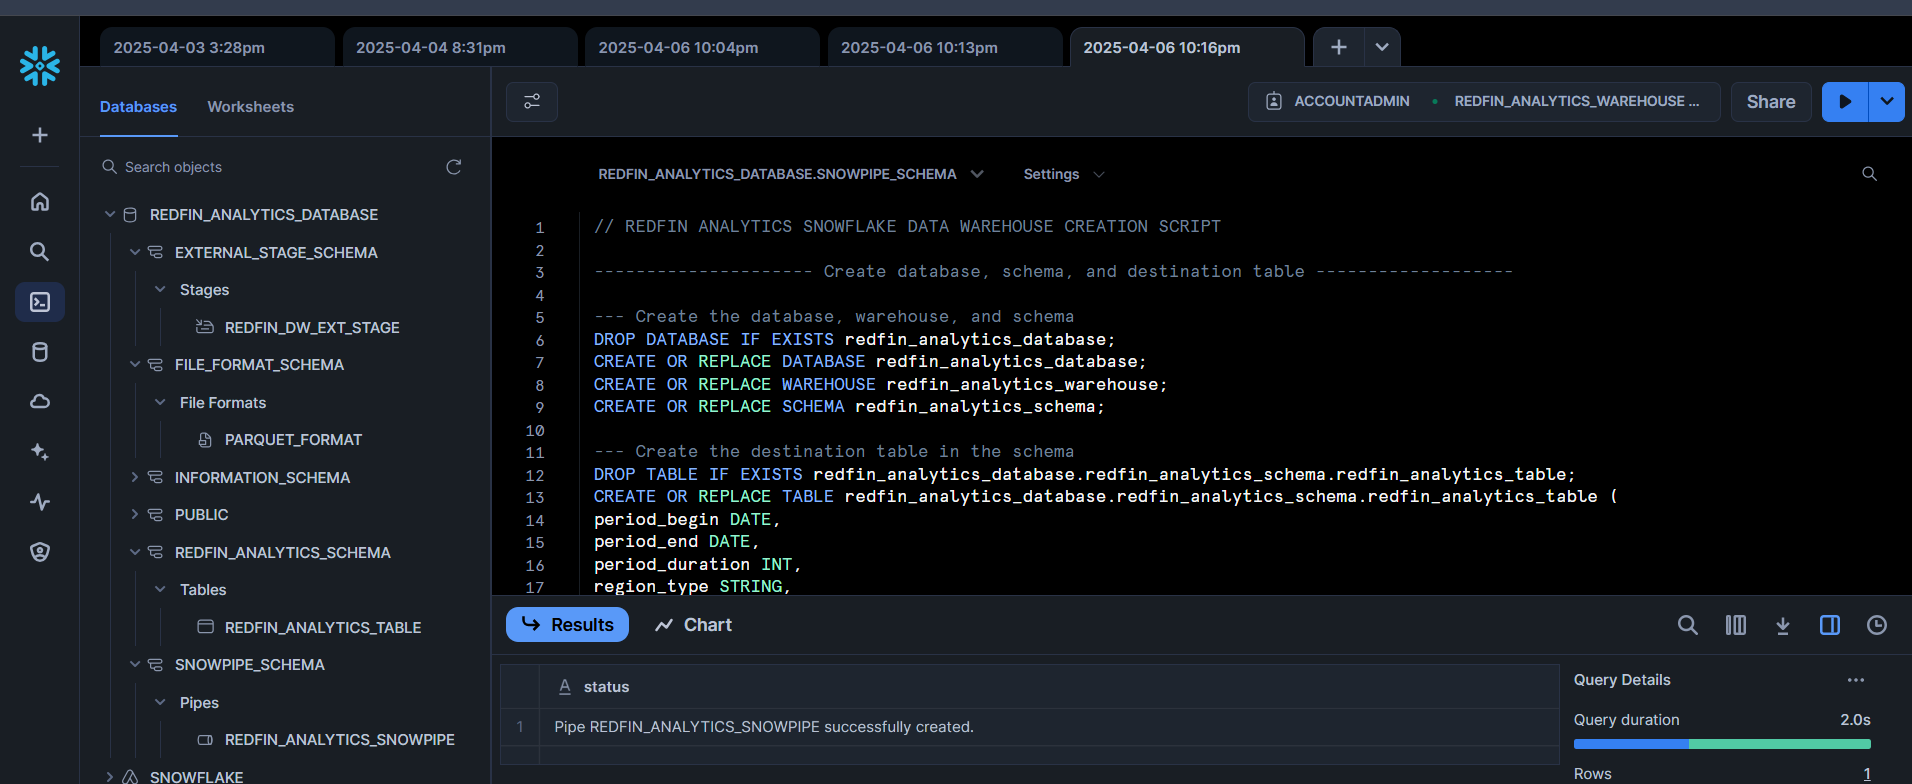 2025-04-03 3:28pm
2025-04-04 8:31pm
2025-04-06 10:04pm
2025-04-06 10:13pm
2025-04-06 10:16pm
Databases
Worksheets
Search objects
REDFIN_ANALYTICS_DATABASE
EXTERNAL_STAGE_SCHEMA
Stages
REDFIN_DW_EXT_STAGE
FILE_FORMAT_SCHEMA
File Formats
PARQUET_FORMAT
INFORMATION_SCHEMA
PUBLIC
REDFIN_ANALYTICS_SCHEMA
Tables
REDFIN_ANALYTICS_TABLE
SNOWPIPE_SCHEMA
Pipes
REDFIN_ANALYTICS_SNOWPIPE
SNOWFLAKE
ACCOUNTADMIN
REDFIN_ANALYTICS_WAREHOUSE ...
Share
REDFIN_ANALYTICS_DATABASE.SNOWPIPE_SCHEMA
Settings
1 // REDFIN ANALYTICS SNOWFLAKE DATA WAREHOUSE CREATION SCRIPT
2
3 --------------------- Create database, schema, and destination table -------------------
4
5 --- Create the database, warehouse, and schema
6 DROP DATABASE IF EXISTS redfin_analytics_database;
7 CREATE OR REPLACE DATABASE redfin_analytics_database;
8 CREATE OR REPLACE WAREHOUSE redfin_analytics_warehouse;
9 CREATE OR REPLACE SCHEMA redfin_analytics_schema;
10
11 --- Create the destination table in the schema
12 DROP TABLE IF EXISTS redfin_analytics_database.redfin_analytics_schema.redfin_analytics_table;
13 CREATE OR REPLACE TABLE redfin_analytics_database.redfin_analytics_schema.redfin_analytics_table (
14 period_begin DATE,
15 period_end DATE,
16 period_duration INT,
17 region_type STRING,
Results
Chart
A status
1 Pipe REDFIN_ANALYTICS_SNOWPIPE successfully created.
Query Details
...
Query duration 2.0s
Rows 1